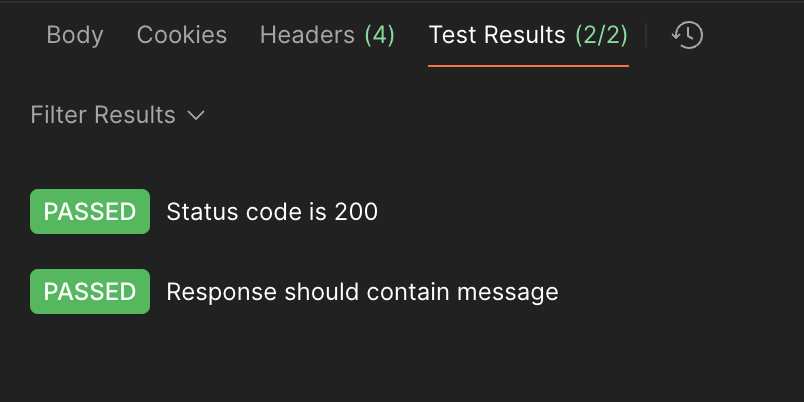 Body Cookies Headers (4) Test Results (2/2)
Filter Results
PASSED Status code is 200
PASSED Response should contain message